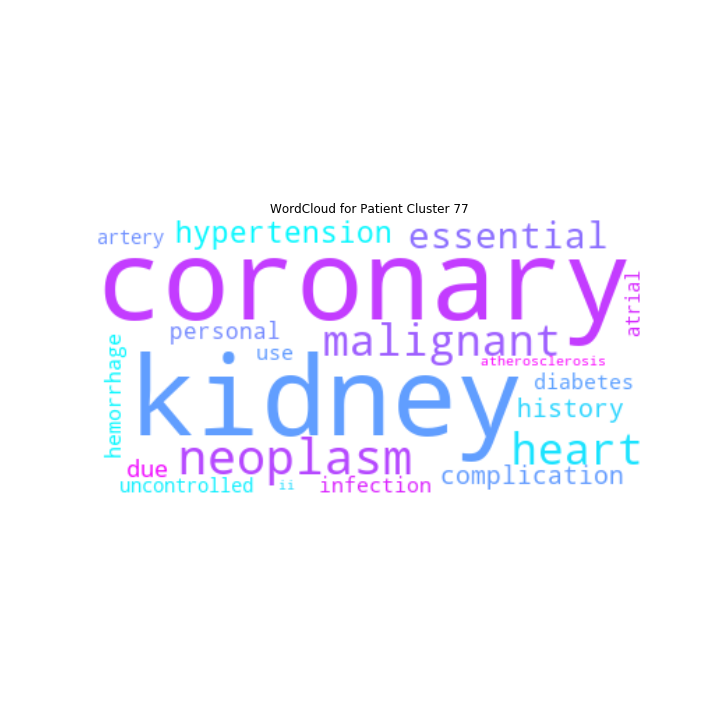 WordCloud for Patient Cluster 77
artery
hypertension
essential
coronary
atrial
personal
malignant
use
atherosclerosis
hemorrhage
kidney
diabetes
history
neoplasm
heart
due
complication
uncontrolled
ii
infection